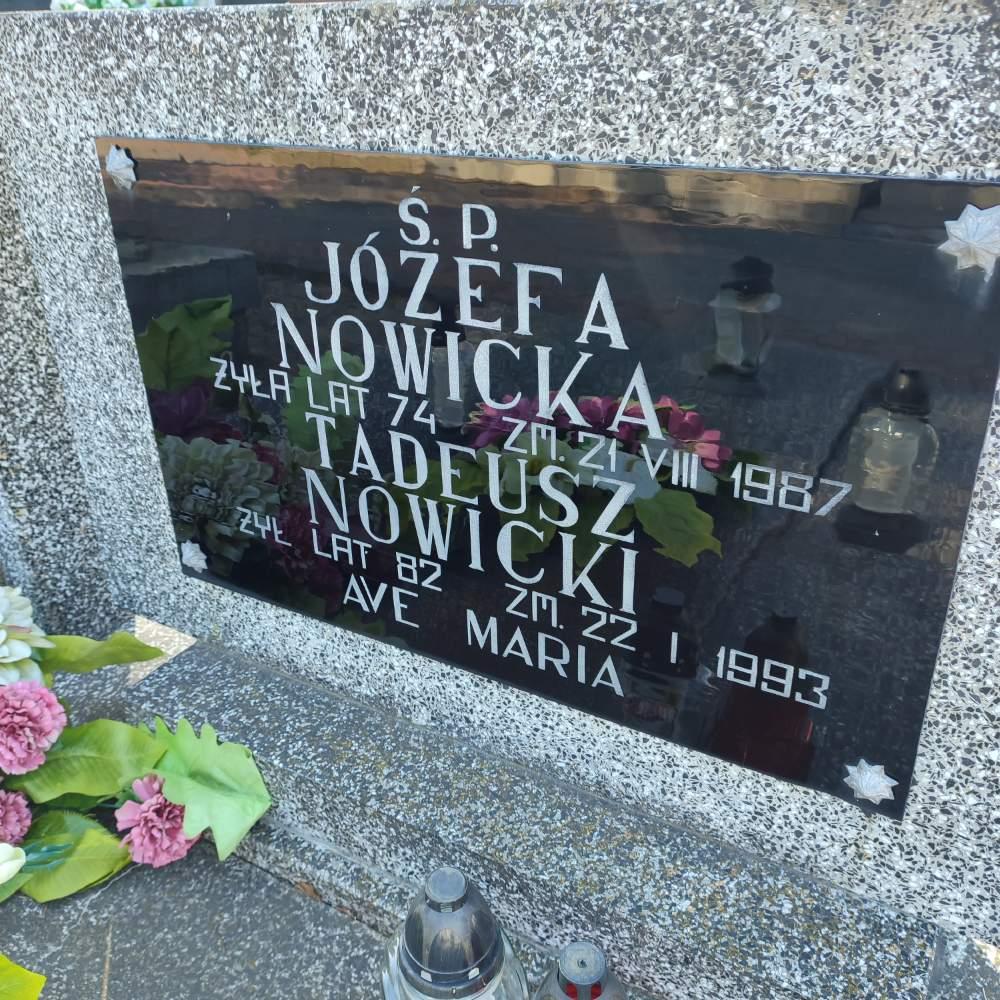 Ś. P.
JÓZEFA
NOWICKA
ŻYŁA LAT 74 ZM. 21 VIII 1987
TADEUSZ
NOWICKI
ŻYŁ LAT 82 ZM. 22 I 1993
AVE MARIA